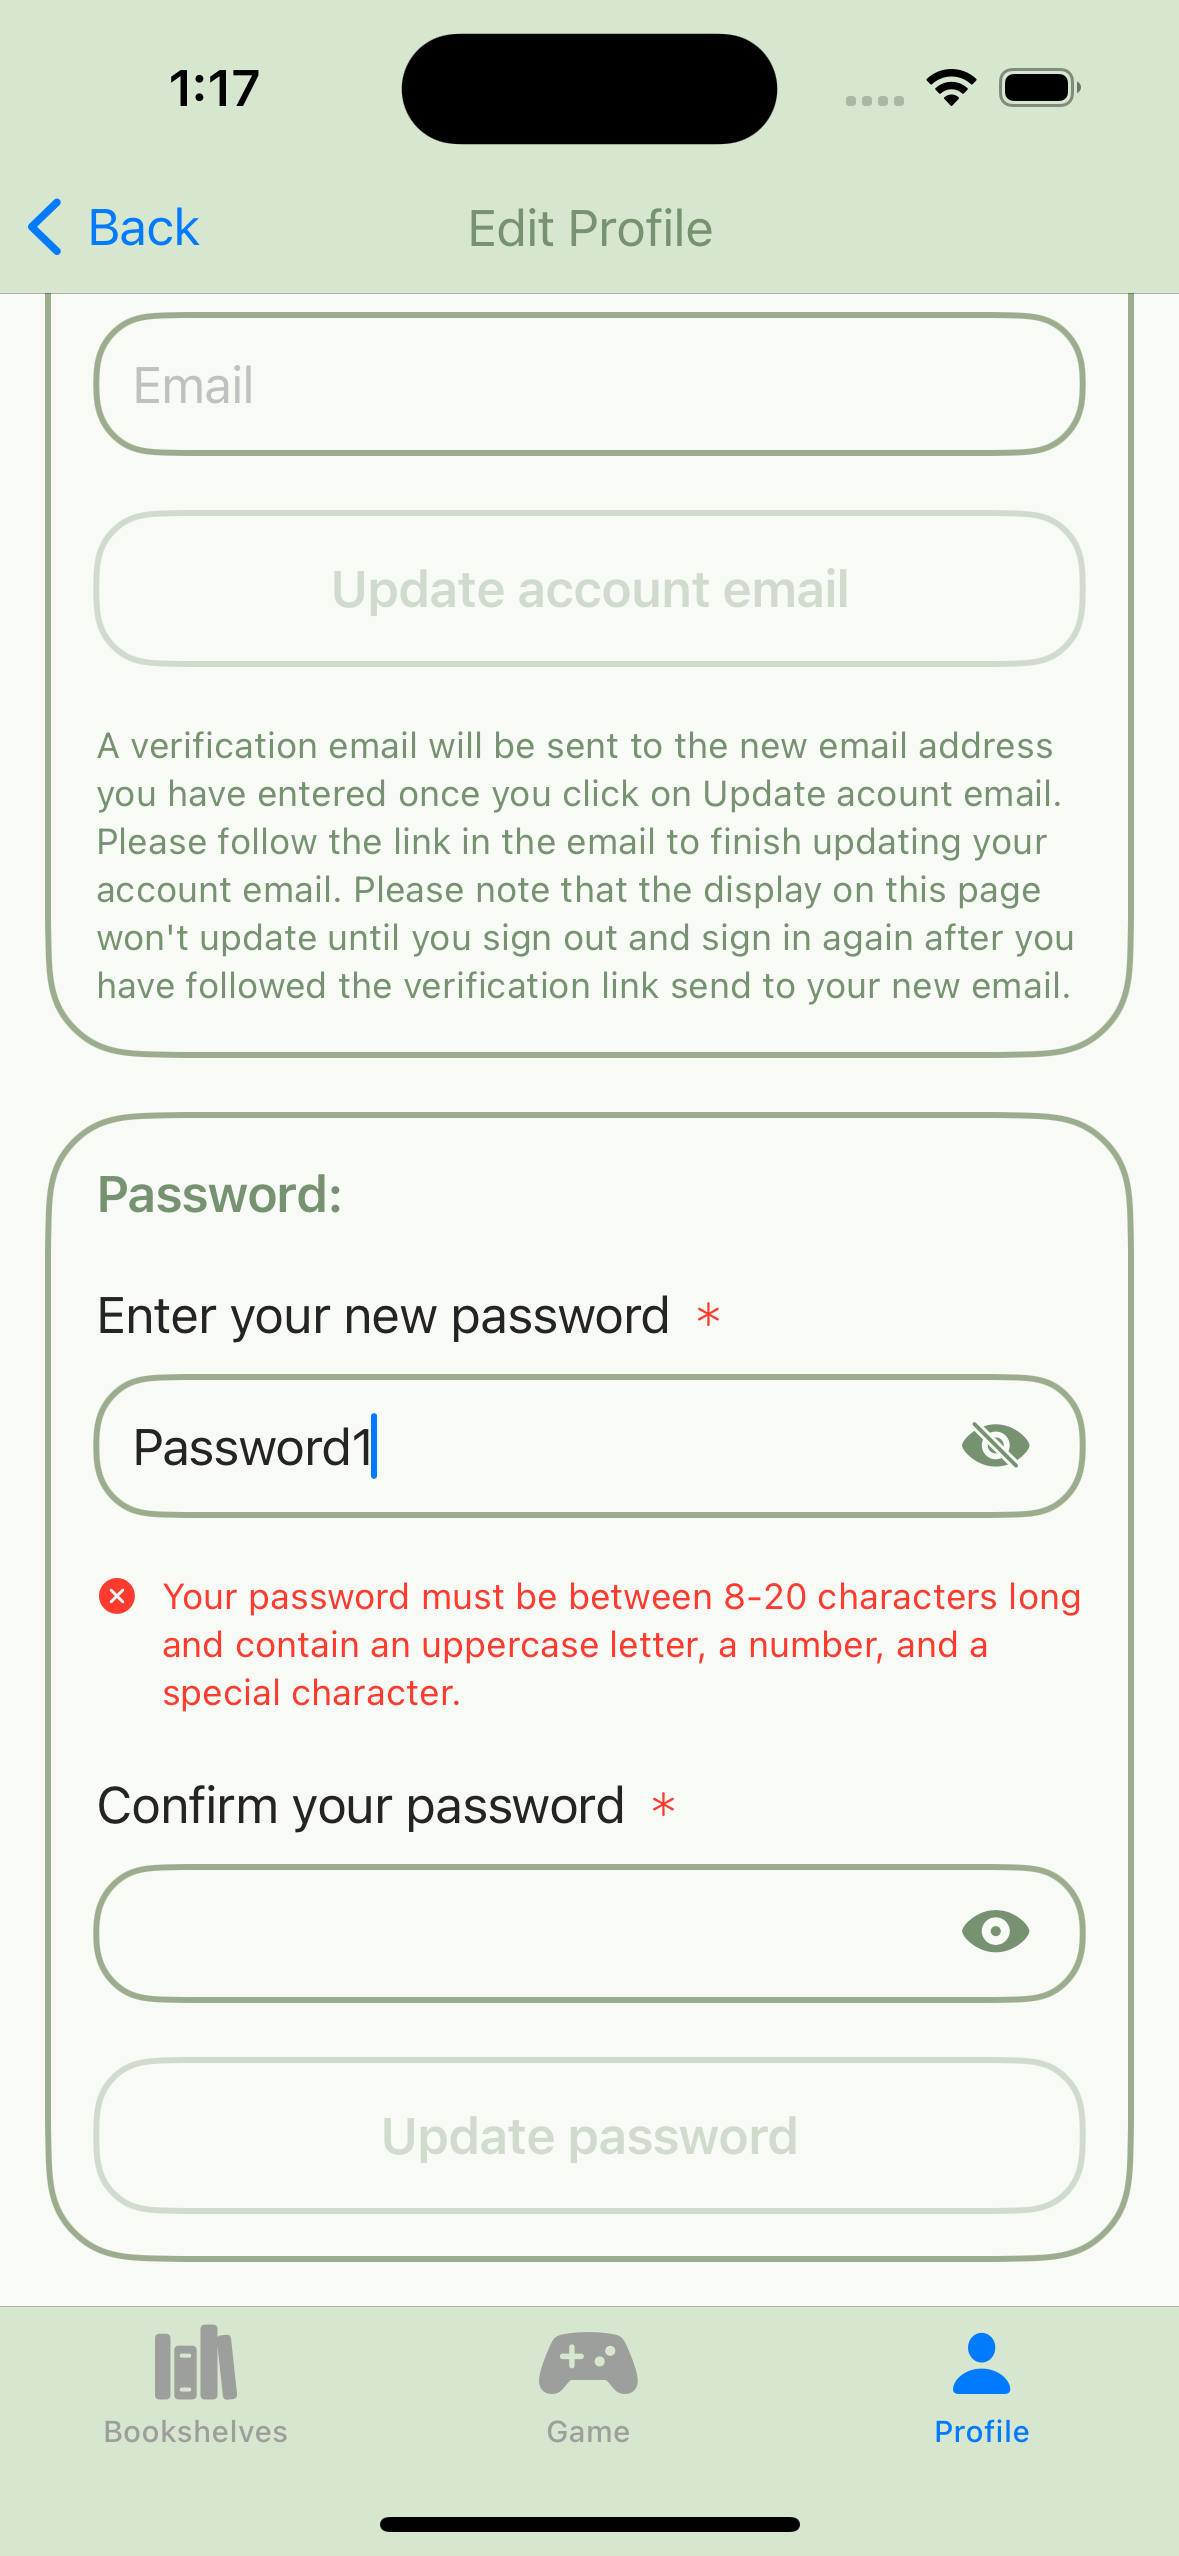 1:17
Back
Edit Profile
Email
Update account email
A verification email will be sent to the new email address
you have entered once you click on Update acount email.
Please follow the link in the email to finish updating your
account email. Please note that the display on this page
won't update until you sign out and sign in again after you
have followed the verification link send to your new email.
Password:
Enter your new password *
Password1
Your password must be between 8-20 characters long
and contain an uppercase letter, a number, and a
special character.
Confirm your password *
Update password
Bookshelves
Game
Profile